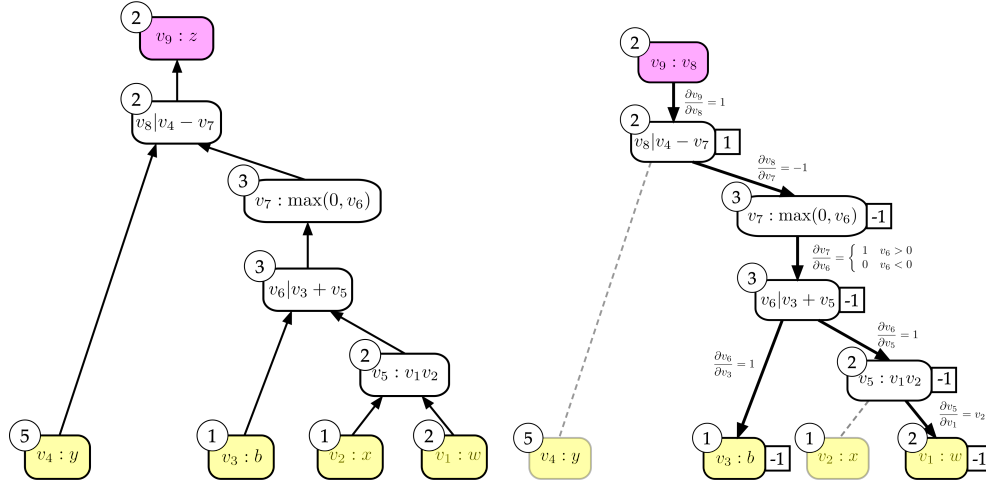 2
v₉ : z
2
v₈|v₄ − v₇
3
v₇ : max(0, v₆)
3
v₆|v₃ + v₅
2
v₅ : v₁v₂
5
v₄ : y
1
v₃ : b
1
v₂ : x
2
v₁ : w
2
v₉ : v₈
∂v₉/∂v₈ = 1
2
v₈|v₄ − v₇
1
∂v₈/∂v₇ = −1
3
v₇ : max(0, v₆)
-1
∂v₇/∂v₆ = { 1 v₆ > 0
0 v₆ < 0
3
v₆|v₃ + v₅
-1
∂v₆/∂v₃ = 1
∂v₆/∂v₅ = 1
2
v₅ : v₁v₂
-1
∂v₅/∂v₁ = v₂
5
v₄ : y
1
v₃ : b
-1
1
v₂ : x
2
v₁ : w
-1